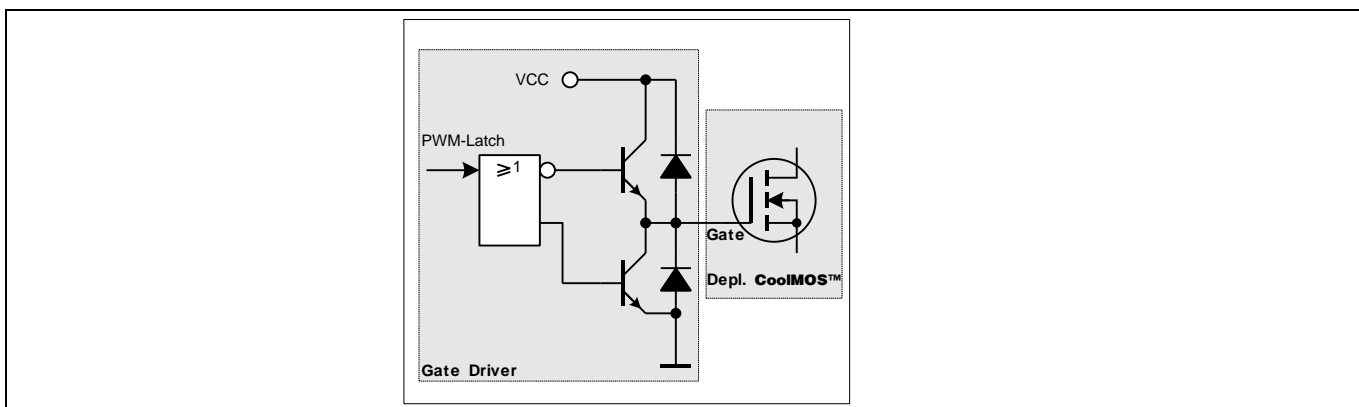 VCC
PWM-Latch
≥1
Gate
Depl. CoolMOS™
Gate Driver